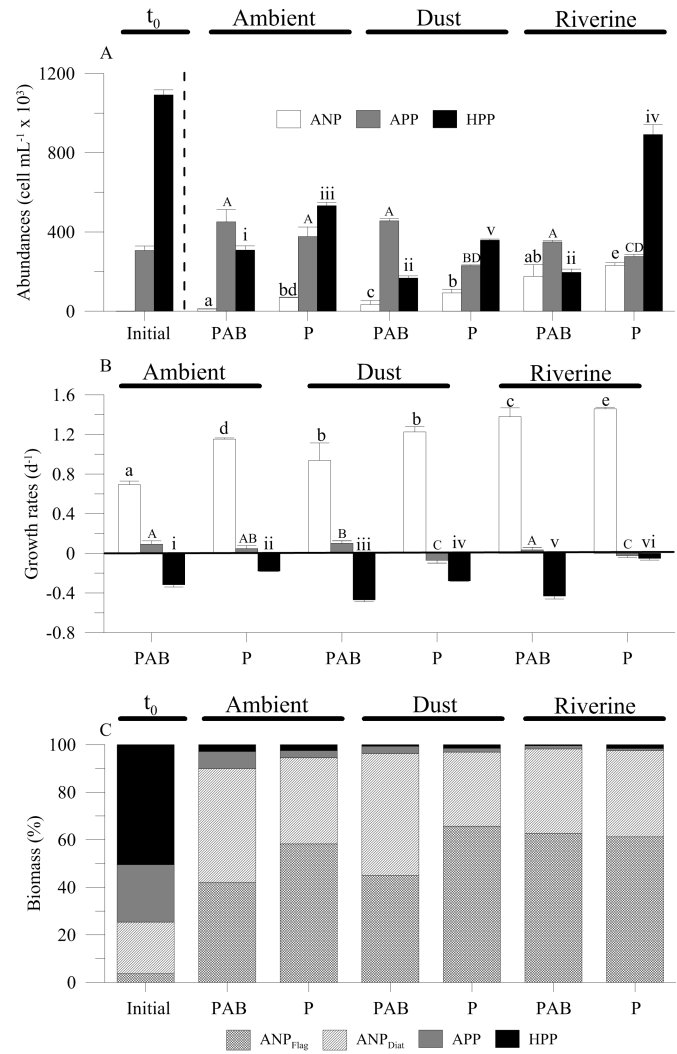 t0 Ambient Dust Riverine
A
Abundances (cell mL-1 x 103)
1200
800
400
0
ANP APP HPP
a A i
bd A iii
c A ii
b BD v
ab A ii
e CD iv
Initial PAB P PAB P PAB P
B
Ambient Dust Riverine
Growth rates (d-1)
1.6
1.2
0.8
0.4
0
-0.4
-0.8
a A i
d AB ii
b B iii
b C iv
c A v
e C vi
PAB P PAB P PAB P
t0 Ambient Dust Riverine
C
Biomass (%)
100
80
60
40
20
0
Initial PAB P PAB P PAB P
ANPFlag ANPDiat APP HPP